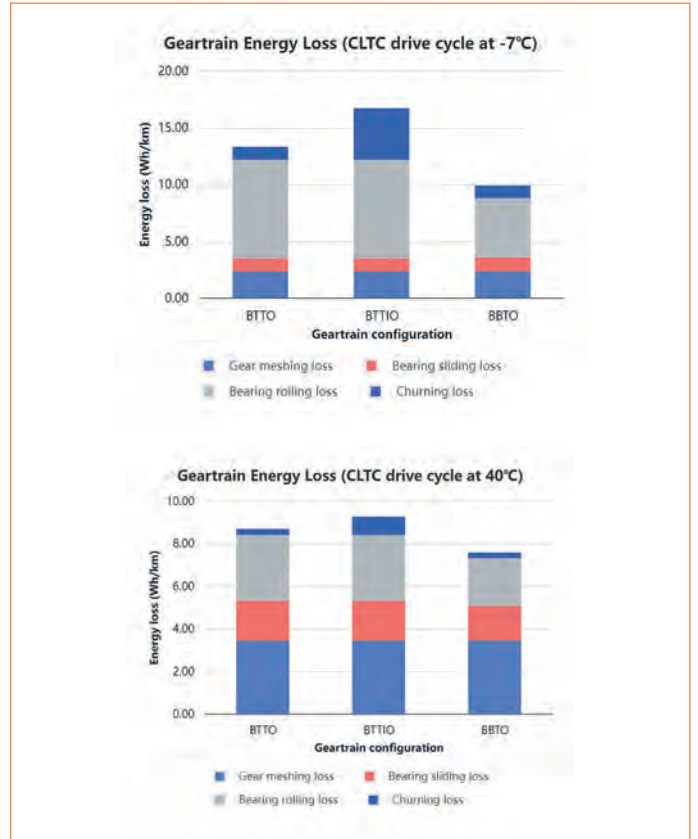 Geartrain Energy Loss (CLTC drive cycle at -7℃)
20.00
15.00
10.00
5.00
0.00
Energy loss (Wh/km)
BTTO BTTIO BBTO
Geartrain configuration
Gear meshing loss Bearing sliding loss
Bearing rolling loss Churning loss
Geartrain Energy Loss (CLTC drive cycle at 40℃)
10.00
8.00
6.00
4.00
2.00
0.00
Energy loss (Wh/km)
BTTO BTTIO BBTO
Geartrain configuration
Gear meshing loss Bearing sliding loss
Bearing rolling loss Churning loss